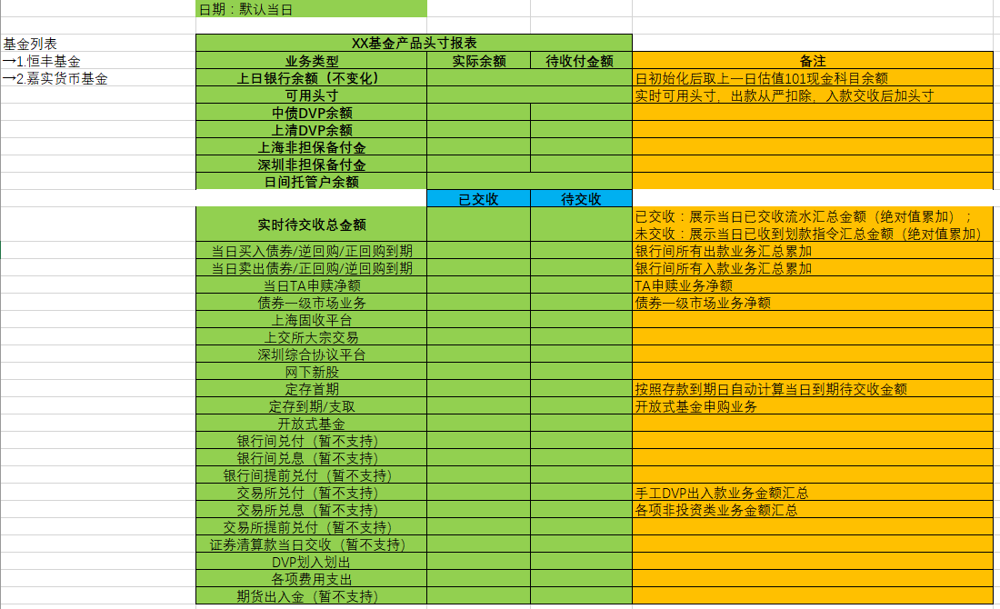 日期：默认当日
基金列表
XX基金产品头寸报表
→1.恒丰基金
业务类型 实际余额 待收付金额 备注
→2.嘉实货币基金
上日银行余额（不变化） 日初始化后取上一日估值101现金科目余额
可用头寸 实时可用头寸，出款从严扣除，入款交收后加头寸
中债DVP余额
上清DVP余额
上海非担保备付金
深圳非担保备付金
日间托管户余额
已交收 待交收
实时待交收总金额
已交收：展示当日已交收流水汇总金额（绝对值累加）；
未交收：展示当日已收到划款指令汇总金额（绝对值累加）
当日买入债券/逆回购/正回购到期 银行间所有出款业务汇总累加
当日卖出债券/正回购/逆回购到期 银行间所有入款业务汇总累加
当日TA申赎净额 TA申赎业务净额
债券一级市场业务 债券一级市场业务净额
上海固收平台
上交所大宗交易
深圳综合协议平台
网下新股
定存首期 按照存款到期日自动计算当日到期待交收金额
定存到期/支取 开放式基金申购业务
开放式基金
银行间兑付（暂不支持）
银行间兑息（暂不支持）
银行间提前兑付（暂不支持）
交易所兑付（暂不支持） 手工DVP出入款业务金额汇总
交易所兑息（暂不支持） 各项非投资类业务金额汇总
交易所提前兑付（暂不支持）
证券清算款当日交收（暂不支持）
DVP划入划出
各项费用支出
期货出入金（暂不支持）